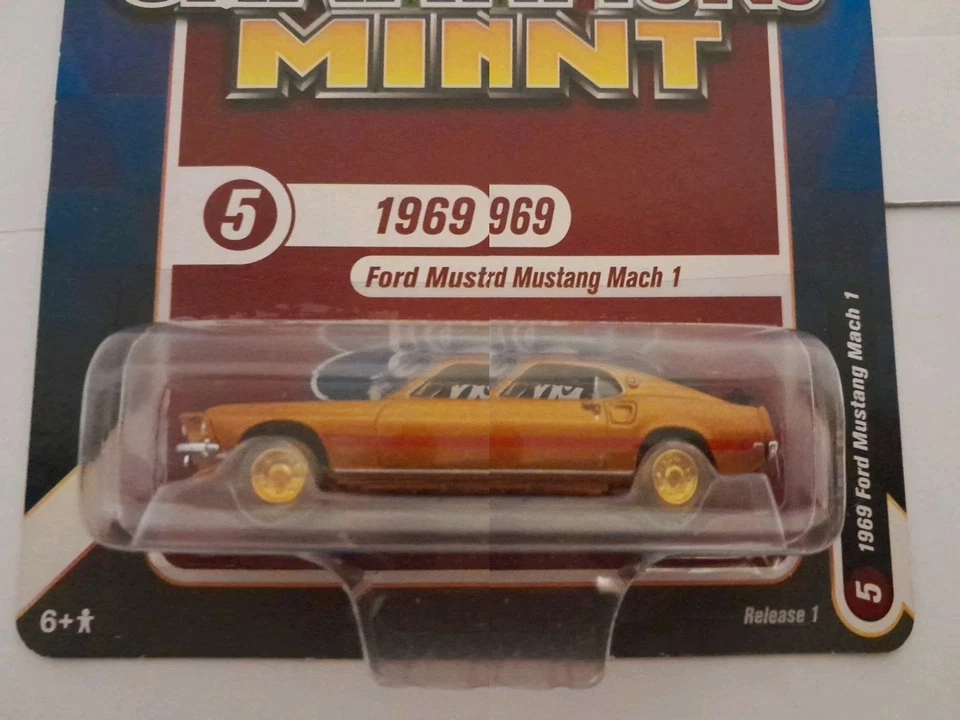 MINNT
5
1969 969
Ford Mustrd Mustang Mach 1
1969 Ford Mustang Mach 1
5
6+
Release 1